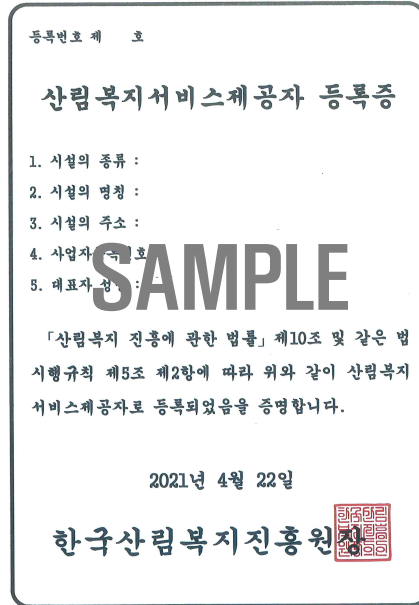 등록번호 제 호
산림복지서비스제공자 등록증
1. 시설의 종류 :
2. 시설의 명칭 :
3. 시설의 주소 :
4. 사업자
5. 대표자 :
SAMPLE
「산림복지 진흥에 관한 법률」 제10조 및 같은 법
시행규칙 제5조 제2항에 따라 위와 같이 산림복지
서비스제공자로 등록되었음을 증명합니다.
2021년 4월 22일
한국산림복지진흥원장